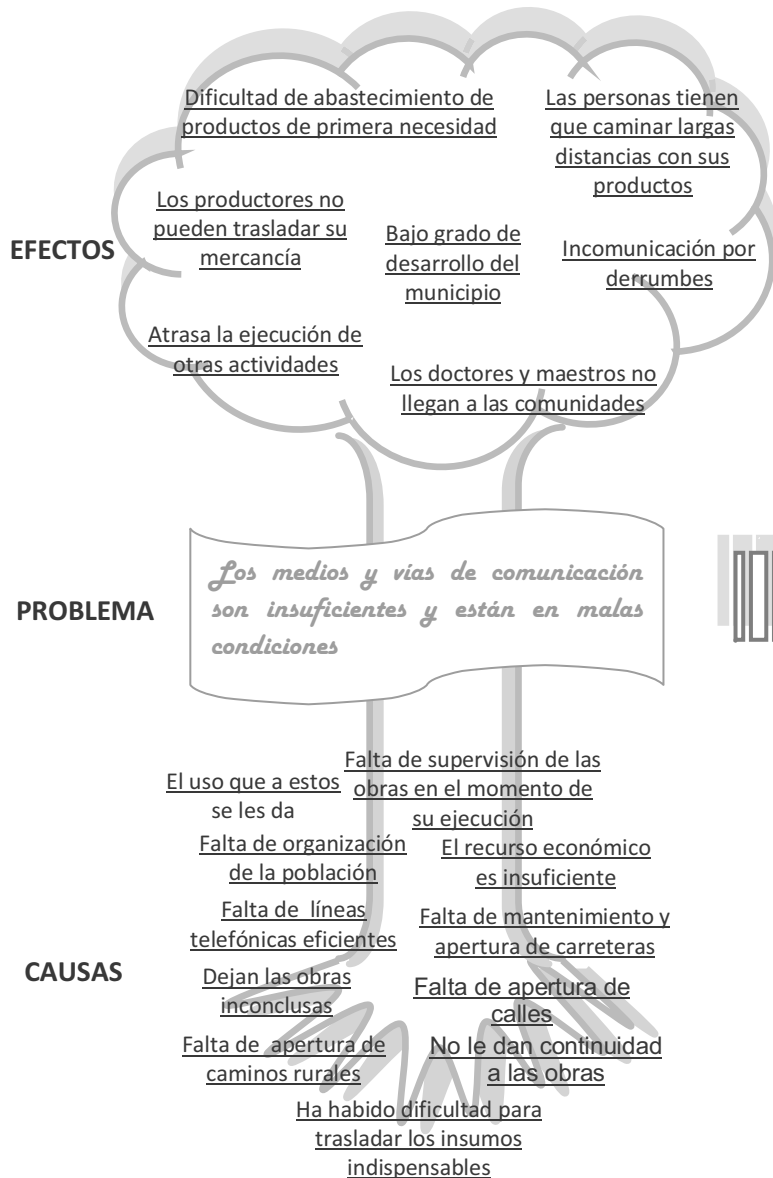 Dificultad de abastecimiento de
productos de primera necesidad
Las personas tienen
que caminar largas
distancias con sus
productos
Los productores no
pueden trasladar su
mercancía
EFECTOS
Bajo grado de
desarrollo del
municipio
Incomunicación por
derrumbes
Atrasa la ejecución de
otras actividades
Los doctores y maestros no
llegan a las comunidades
PROBLEMA
Los medios y vías de comunicación
son insuficientes y están en malas
condiciones
El uso que a estos
se les da
Falta de supervisión de las
obras en el momento de
su ejecución
Falta de organización
de la población
El recurso económico
es insuficiente
Falta de líneas
telefónicas eficientes
Falta de mantenimiento y
apertura de carreteras
CAUSAS
Dejan las obras
inconclusas
Falta de apertura de
calles
Falta de apertura de
caminos rurales
No le dan continuidad
a las obras
Ha habido dificultad para
trasladar los insumos
indispensables